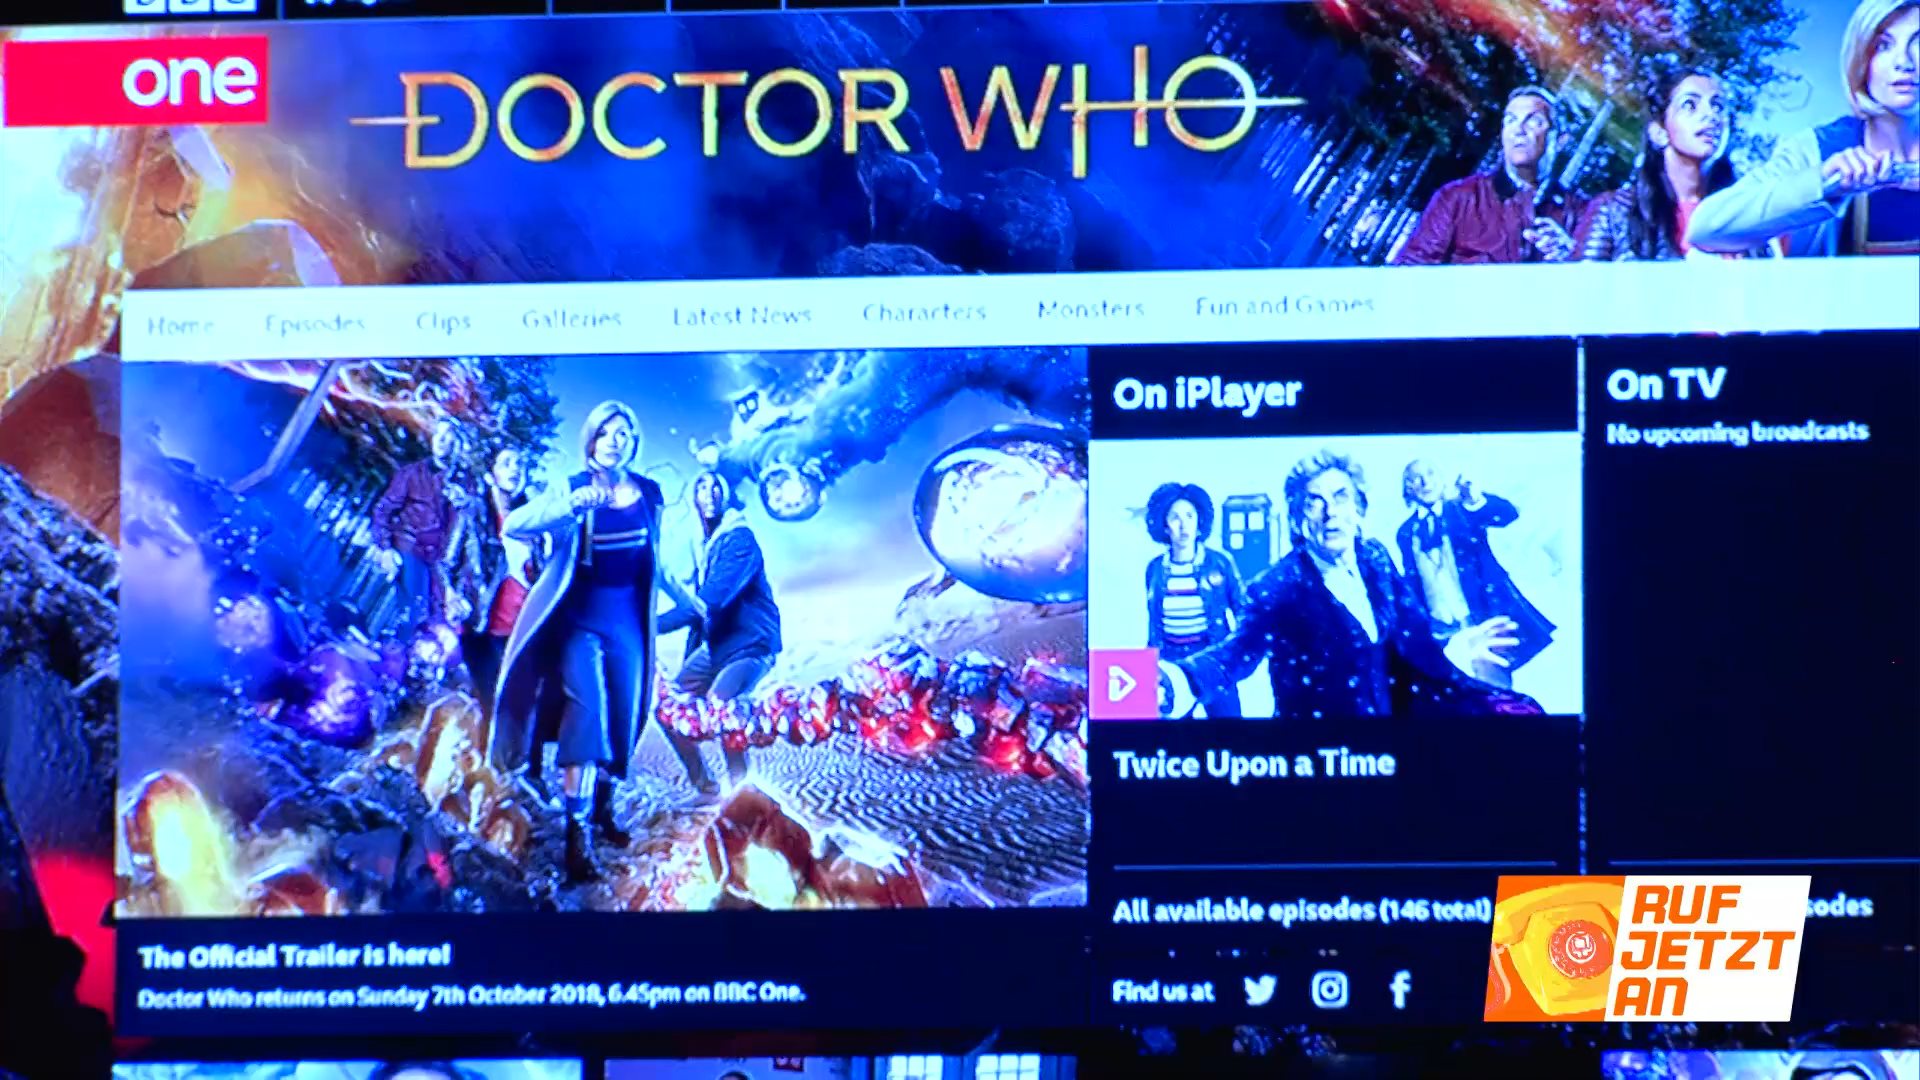 BBC
one
DOCTOR WHO
Home Episodes Clips Galleries Latest News Characters Monsters Fun and Games
On iPlayer
On TV
No upcoming broadcasts
Twice Upon a Time
All available episodes (146 total)
The Official Trailer is here!
Doctor Who returns on Sunday 7th October 2018, 6.45pm on BBC One.
Find us at
RUF
JETZT
AN